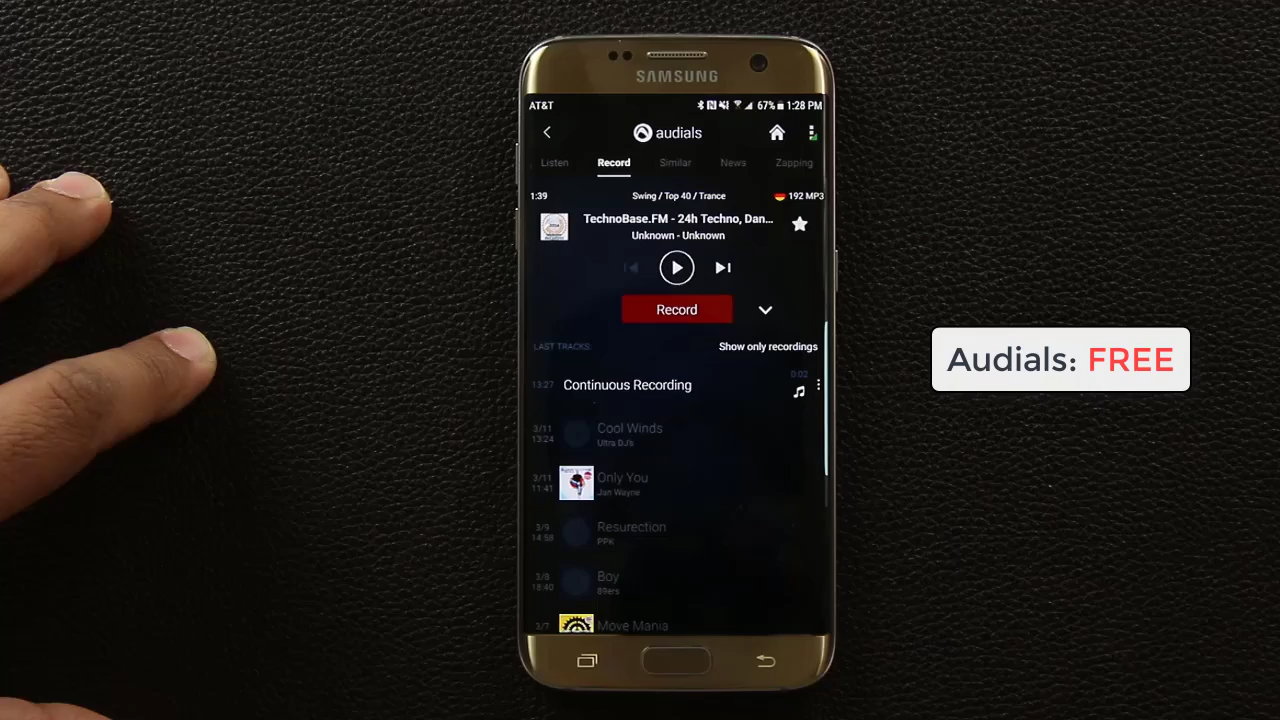 SAMSUNG
AT&T 67% 1:28 PM
audials
Listen Record Similar News Zapping
1:39 Swing / Top 40 / Trance 192 MP3
TechnoBase.FM - 24h Techno, Dan...
Unknown - Unknown
Record
LAST TRACKS: Show only recordings
0:02
13:27 Continuous Recording
3/11 Cool Winds
13:24 Ultra DJ's
3/11 Only You
11:41 Jan Wayne
3/9 Resurection
14:58 PPK
3/8 Boy
18:40 89ers
3/7 Move Mania
Audials: FREE